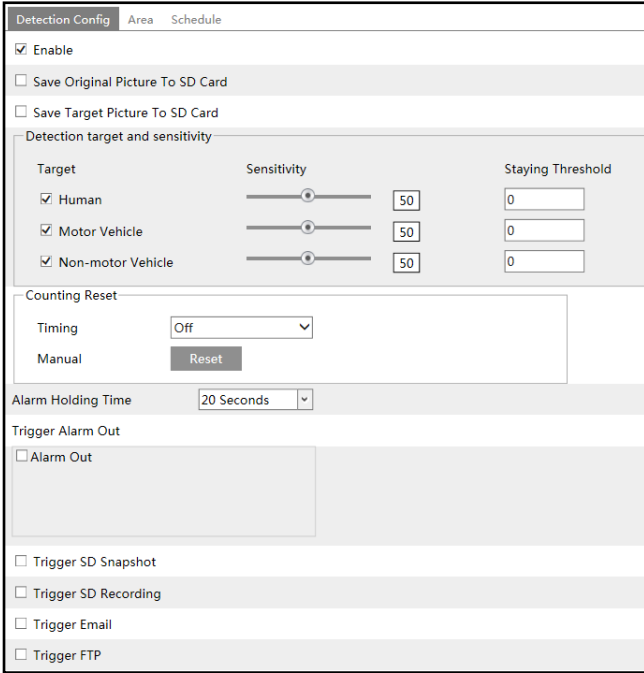 Detection Config Area Schedule
Enable
Save Original Picture To SD Card
Save Target Picture To SD Card
Detection target and sensitivity
Target Sensitivity Staying Threshold
Human 50 0
Motor Vehicle 50 0
Non-motor Vehicle 50 0
Counting Reset
Timing Off
Manual Reset
Alarm Holding Time 20 Seconds
Trigger Alarm Out
Alarm Out
Trigger SD Snapshot
Trigger SD Recording
Trigger Email
Trigger FTP